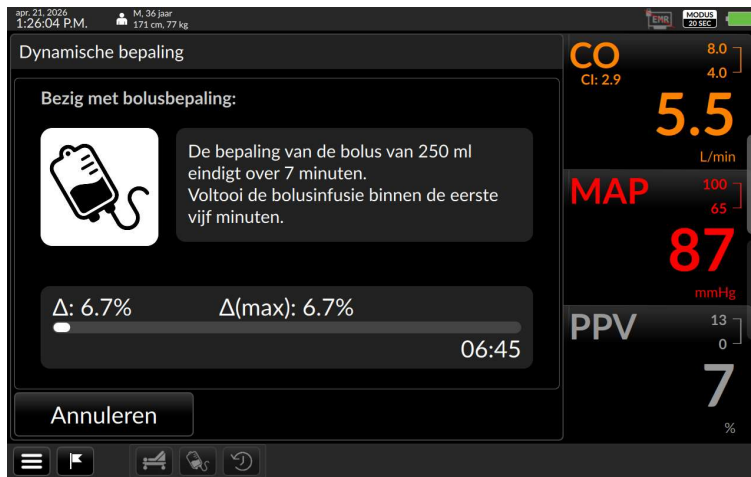 apr. 21, 2026
1:26:04 P.M.
M, 36 jaar
171 cm, 77 kg
EMR
MODUS
20 SEC
Dynamische bepaling
Bezig met bolusbepaling:
De bepaling van de bolus van 250 ml
eindigt over 7 minuten.
Voltooi de bolusinfusie binnen de eerste
vijf minuten.
Δ: 6.7%
Δ(max): 6.7%
06:45
Annuleren
CO
CI: 2.9
8.0
4.0
5.5
L/min
MAP
100
65
87
mmHg
PPV
13
0
7
%